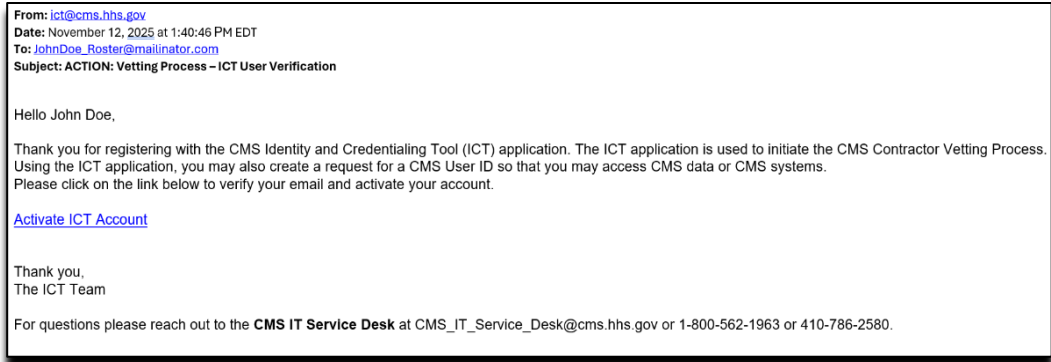 From: ict@cms.hhs.gov
Date: November 12, 2025 at 1:40:46 PM EDT
To: JohnDoe_Roster@mailinator.com
Subject: ACTION: Vetting Process – ICT User Verification
Hello John Doe,
Thank you for registering with the CMS Identity and Credentialing Tool (ICT) application. The ICT application is used to initiate the CMS Contractor Vetting Process.
Using the ICT application, you may also create a request for a CMS User ID so that you may access CMS data or CMS systems.
Please click on the link below to verify your email and activate your account.
Activate ICT Account
Thank you,
The ICT Team
For questions please reach out to the CMS IT Service Desk at CMS_IT_Service_Desk@cms.hhs.gov or 1-800-562-1963 or 410-786-2580.